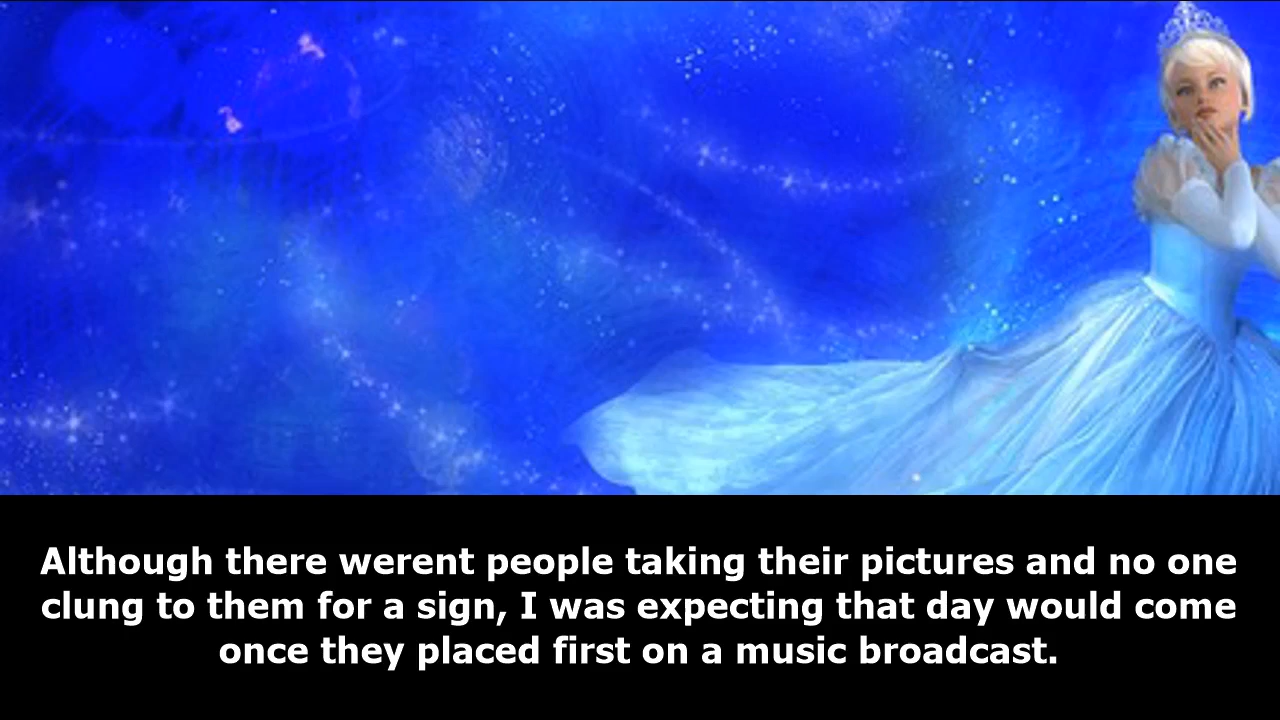 Although there werent people taking their pictures and no one
clung to them for a sign, I was expecting that day would come
once they placed first on a music broadcast.